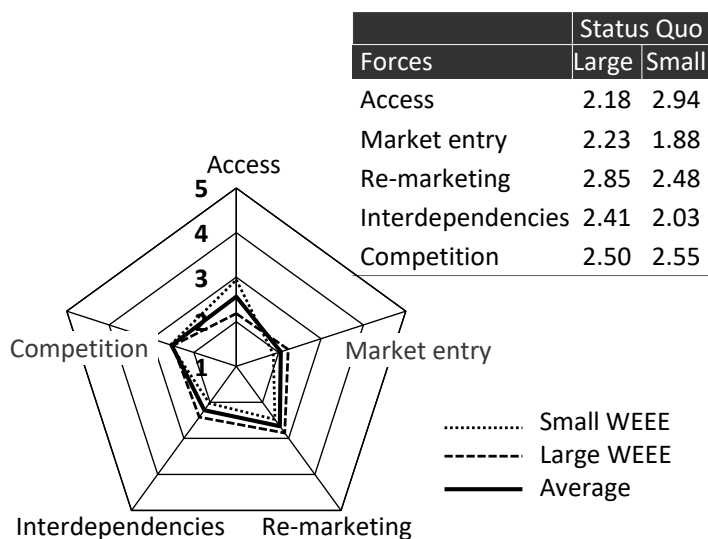 Status Quo
Forces Large Small
Access 2.18 2.94
Market entry 2.23 1.88
Re-marketing 2.85 2.48
Interdependencies 2.41 2.03
Competition 2.50 2.55
Access
5
4
3
2
1
Competition
Market entry
Interdependencies
Re-marketing
Small WEEE
Large WEEE
Average